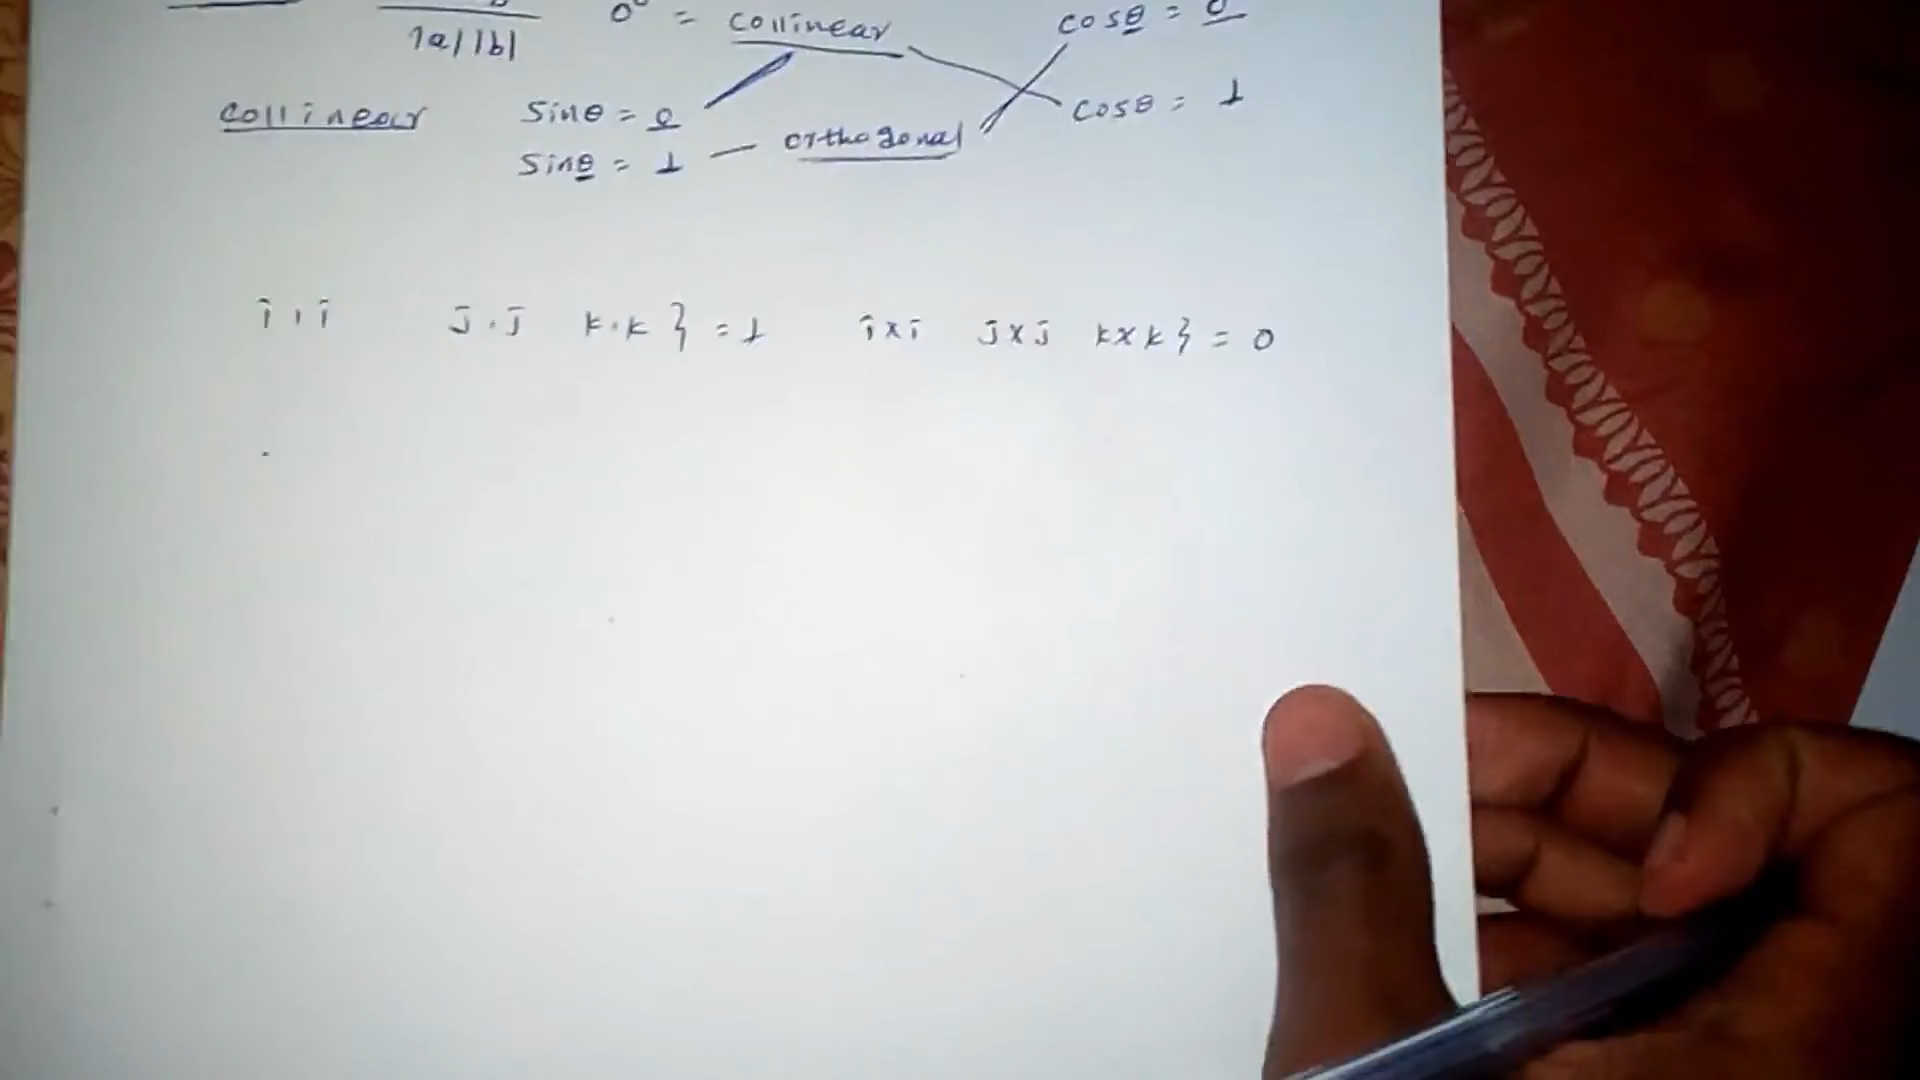 0° = collinear cosθ = 0
|a| |b|
collinear sinθ = 0 cosθ = 1
sinθ = 1 — orthogonal
i . i j . j k . k } = 1 i x i j x j k x k } = 0